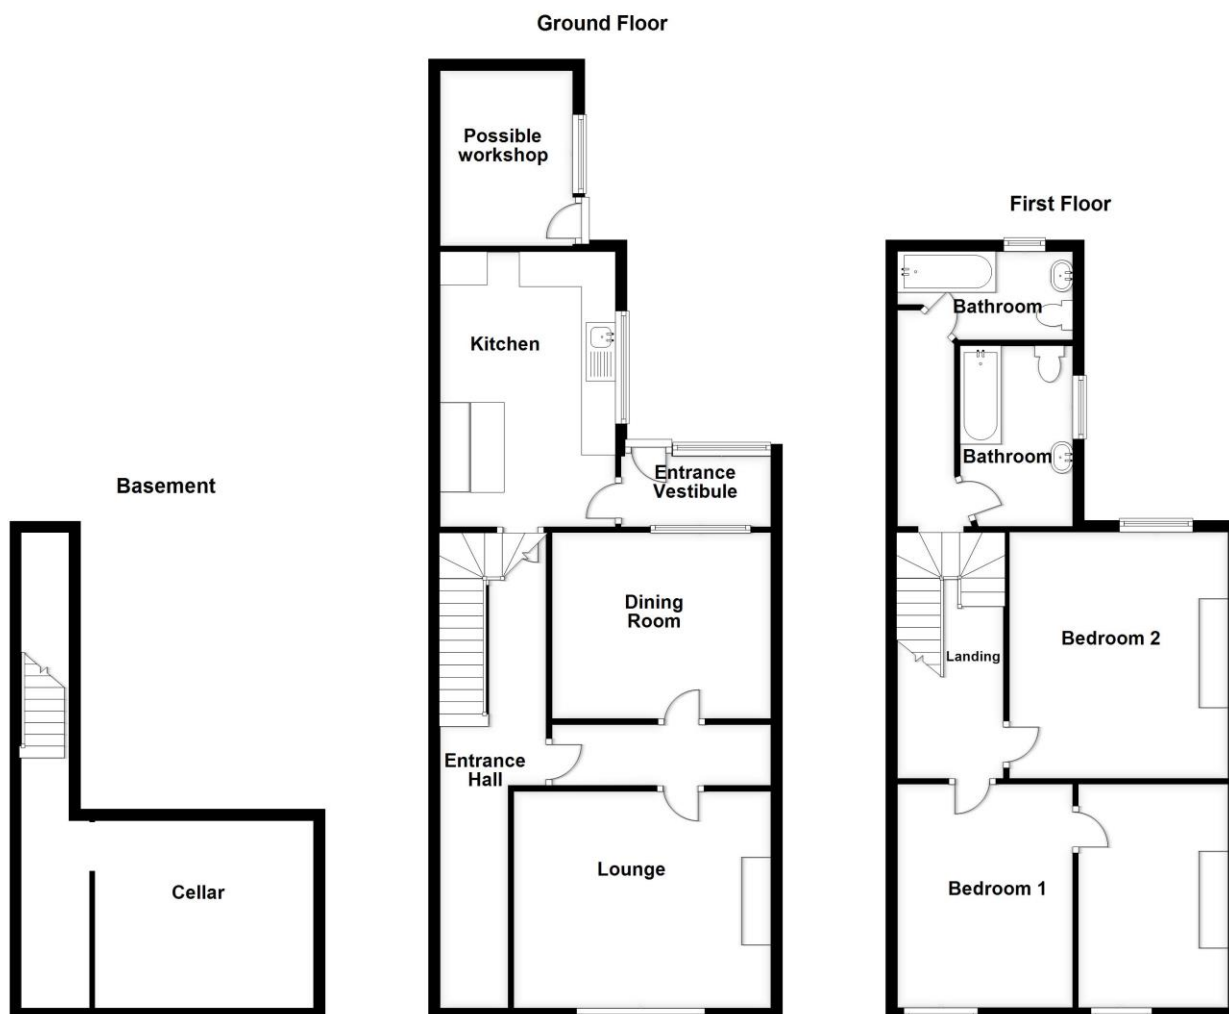 Ground Floor
Possible
workshop
Kitchen
Entrance
Vestibule
Dining
Room
Entrance
Hall
Lounge
First Floor
Bathroom
Bathroom
Landing
Bedroom 2
Bedroom 1
Basement
Cellar